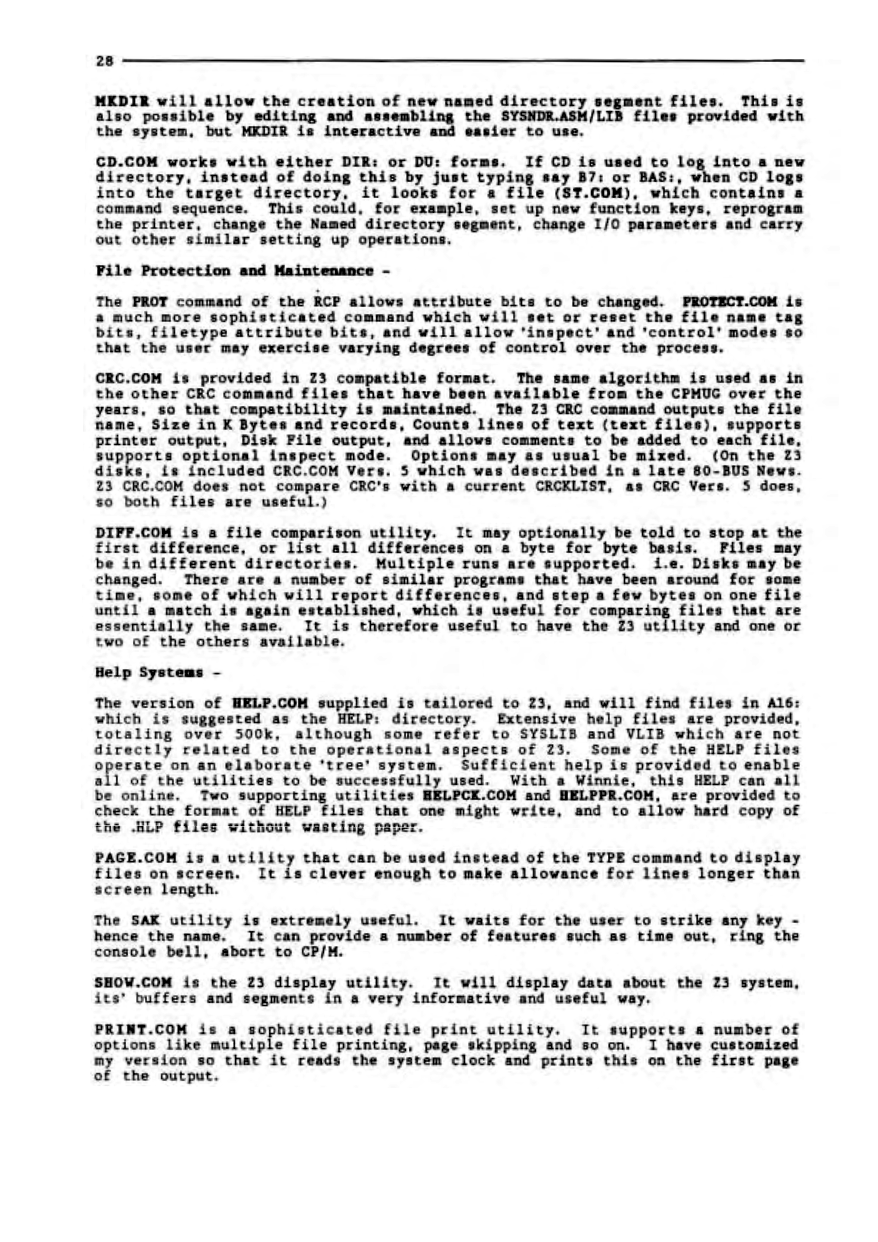 28
MKDIR will allow the creation of new named directory segment files. This is
also possible by editing and assembling the SYSNDR.ASM/LIB files provided with
the system, but MKDIR is interactive and easier to use.
CD.COM works with either DIR: or DU: forms. If CD is used to log into a new
directory, instead of doing this by just typing say B7: or BAS:, when CD logs
into the target directory, it looks for a file (ST.COM), which contains a
command sequence. This could, for example, set up new function keys, reprogram
the printer, change the Named directory segment, change I/O parameters and carry
out other similar setting up operations.
File Protection and Maintenance -
The PROT command of the RCP allows attribute bits to be changed. PROTECT.COM is
a much more sophisticated command which will set or reset the file name tag
bits, filetype attribute bits, and will allow 'inspect' and 'control' modes so
that the user may exercise varying degrees of control over the process.
CRC.COM is provided in Z3 compatible format. The same algorithm is used as in
the other CRC command files that have been available from the CPMUG over the
years, so that compatibility is maintained. The Z3 CRC command outputs the file
name, Size in K Bytes and records, Counts lines of text (text files), supports
printer output, Disk File output, and allows comments to be added to each file,
supports optional inspect mode. Options may as usual be mixed. (On the Z3
disks, is included CRC.COM Vers. 5 which was described in a late 80-BUS News.
Z3 CRC.COM does not compare CRC's with a current CRCKLIST, as CRC Vers. 5 does,
so both files are useful.)
DIFF.COM is a file comparison utility. It may optionally be told to stop at the
first difference, or list all differences on a byte for byte basis. Files may
be in different directories. Multiple runs are supported. i.e. Disks may be
changed. There are a number of similar programs that have been around for some
time, some of which will report differences, and step a few bytes on one file
until a match is again established, which is useful for comparing files that are
essentially the same. It is therefore useful to have the Z3 utility and one or
two of the others available.
Help Systems -
The version of HELP.COM supplied is tailored to Z3, and will find files in A16:
which is suggested as the HELP: directory. Extensive help files are provided,
totaling over 500k, although some refer to SYSLIB and VLIB which are not
directly related to the operational aspects of Z3. Some of the HELP files
operate on an elaborate 'tree' system. Sufficient help is provided to enable
all of the utilities to be successfully used. With a Winnie, this HELP can all
be online. Two supporting utilities HELPCK.COM and HELPPR.COM, are provided to
check the format of HELP files that one might write, and to allow hard copy of
the .HLP files without wasting paper.
PAGE.COM is a utility that can be used instead of the TYPE command to display
files on screen. It is clever enough to make allowance for lines longer than
screen length.
The SAK utility is extremely useful. It waits for the user to strike any key -
hence the name. It can provide a number of features such as time out, ring the
console bell, abort to CP/M.
SHOW.COM is the Z3 display utility. It will display data about the Z3 system,
its' buffers and segments in a very informative and useful way.
PRINT.COM is a sophisticated file print utility. It supports a number of
options like multiple file printing, page skipping and so on. I have customized
my version so that it reads the system clock and prints this on the first page
of the output.